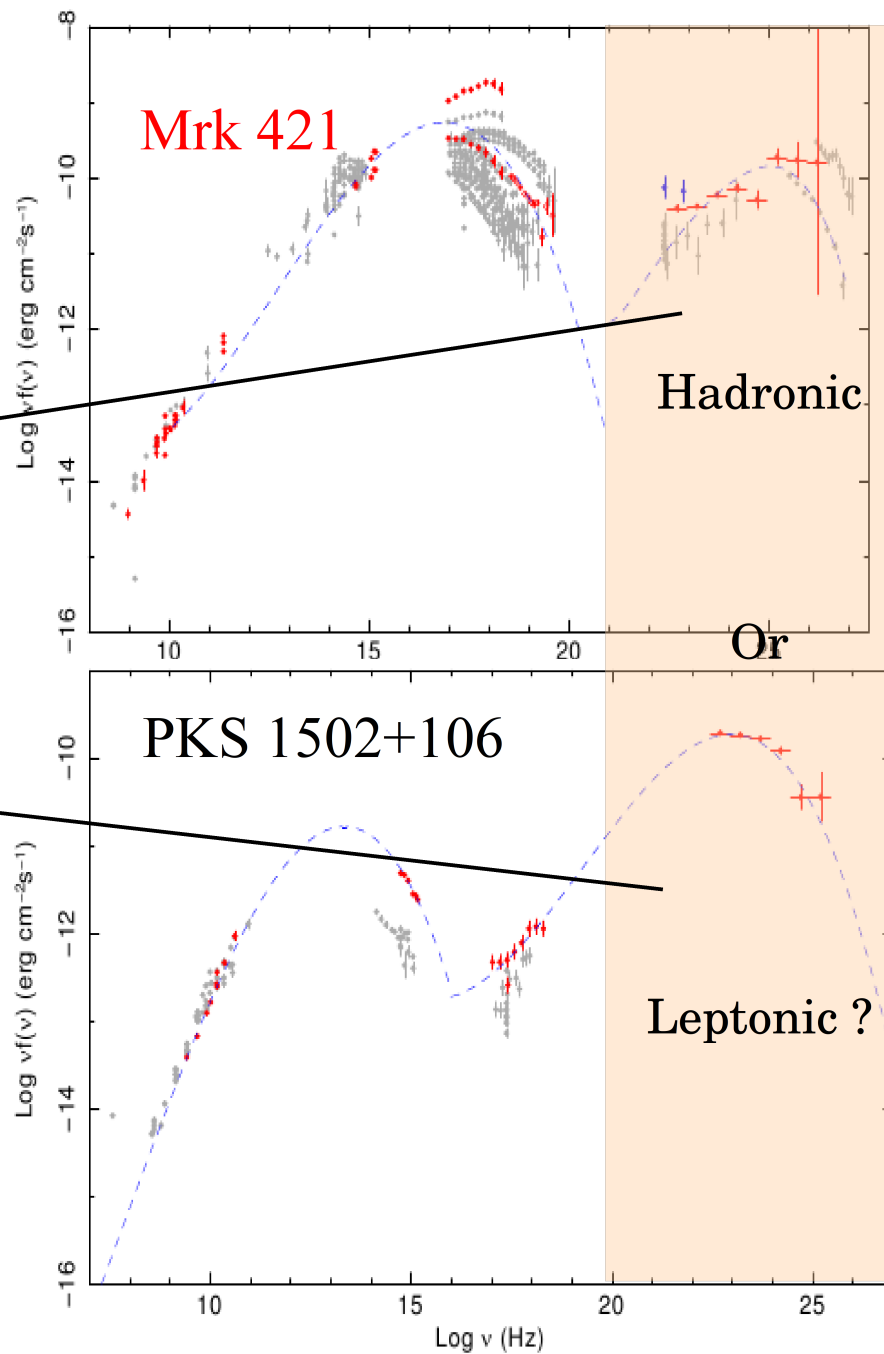 −8
Mrk 421
−10
−12
Hadronic
−14
−16
Log νf(ν) (erg cm−2s−1)
10 15 20 25
Or
PKS 1502+106
−10
−12
Leptonic ?
−14
−16
Log νf(ν) (erg cm−2s−1)
10 15 20 25
Log ν (Hz)